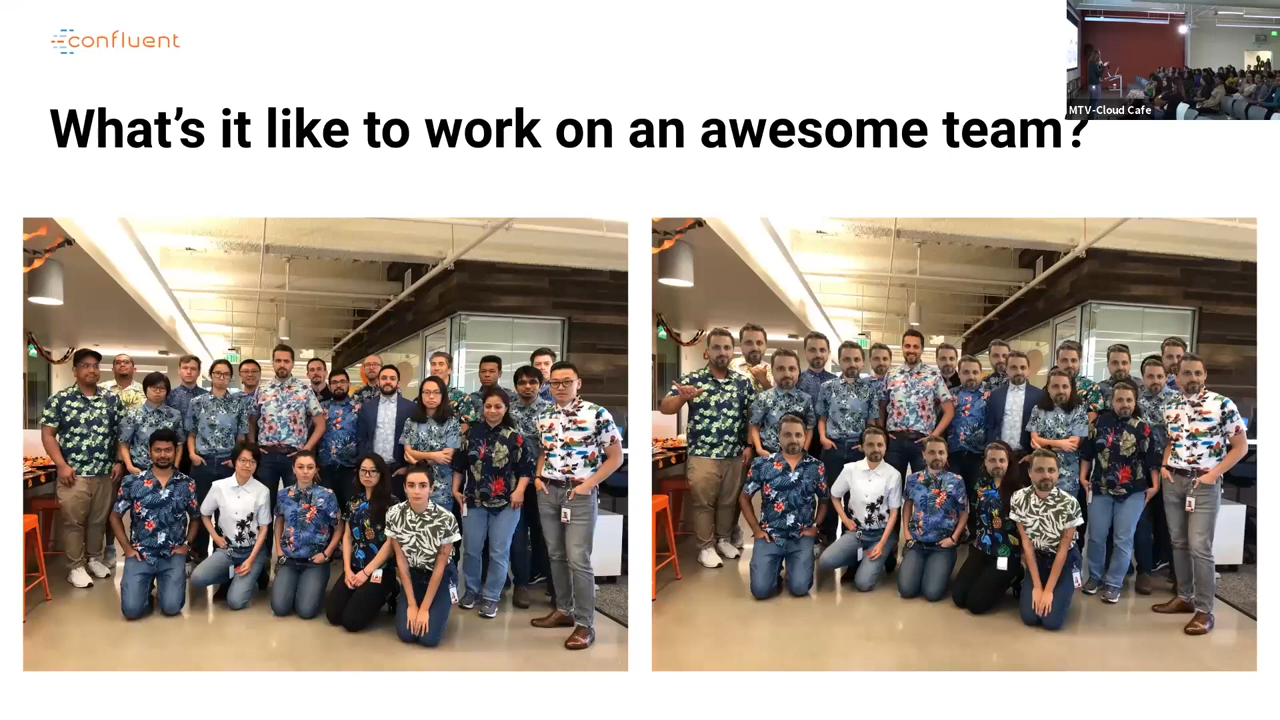 confluent
What's it like to work on an awesome team?
MTV-Cloud Cafe